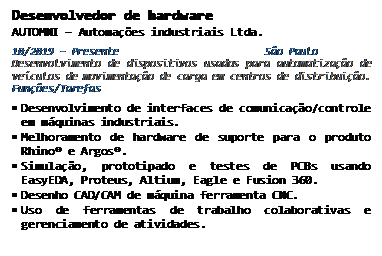 Desenvolvedor de hardware
AUTOMNI – Automações industriais Ltda.
10/2019 – Presente São Paulo
Desenvolvimento de dispositivos usados para automatização de
veículos de movimentação de carga em centros de distribuição.
Funções/Tarefas
▪ Desenvolvimento de interfaces de comunicação/controle
em máquinas industriais.
▪ Melhoramento de hardware de suporte para o produto
Rhino® e Argos®.
▪ Simulação, prototipado e testes de PCBs usando
EasyEDA, Proteus, Altium, Eagle e Fusion 360.
▪ Desenho CAD/CAM de máquina ferramenta CNC.
▪ Uso de ferramentas de trabalho colaborativas e
gerenciamento de atividades.